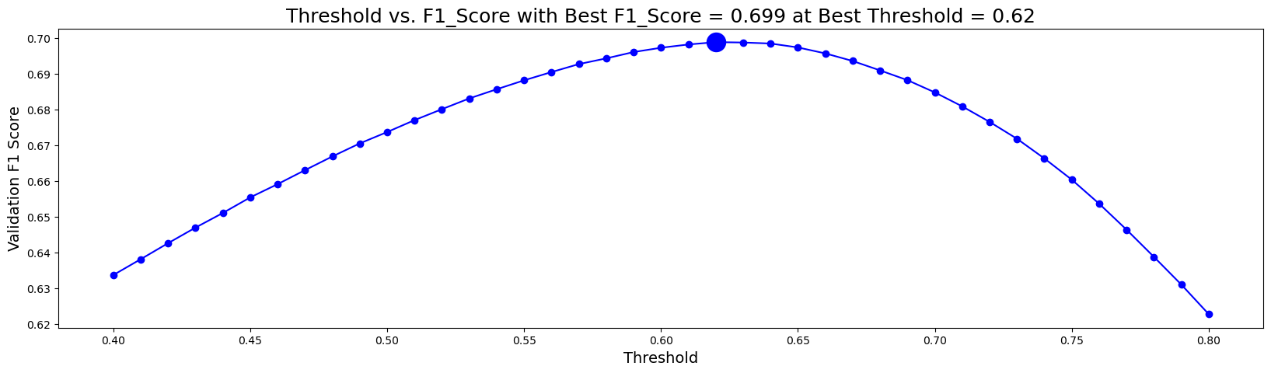 Threshold vs. F1_Score with Best F1_Score = 0.699 at Best Threshold = 0.62
0.70
0.69
0.68
0.67
0.66
0.65
0.64
0.63
0.62
Validation F1 Score
0.40 0.45 0.50 0.55 0.60 0.65 0.70 0.75 0.80
Threshold